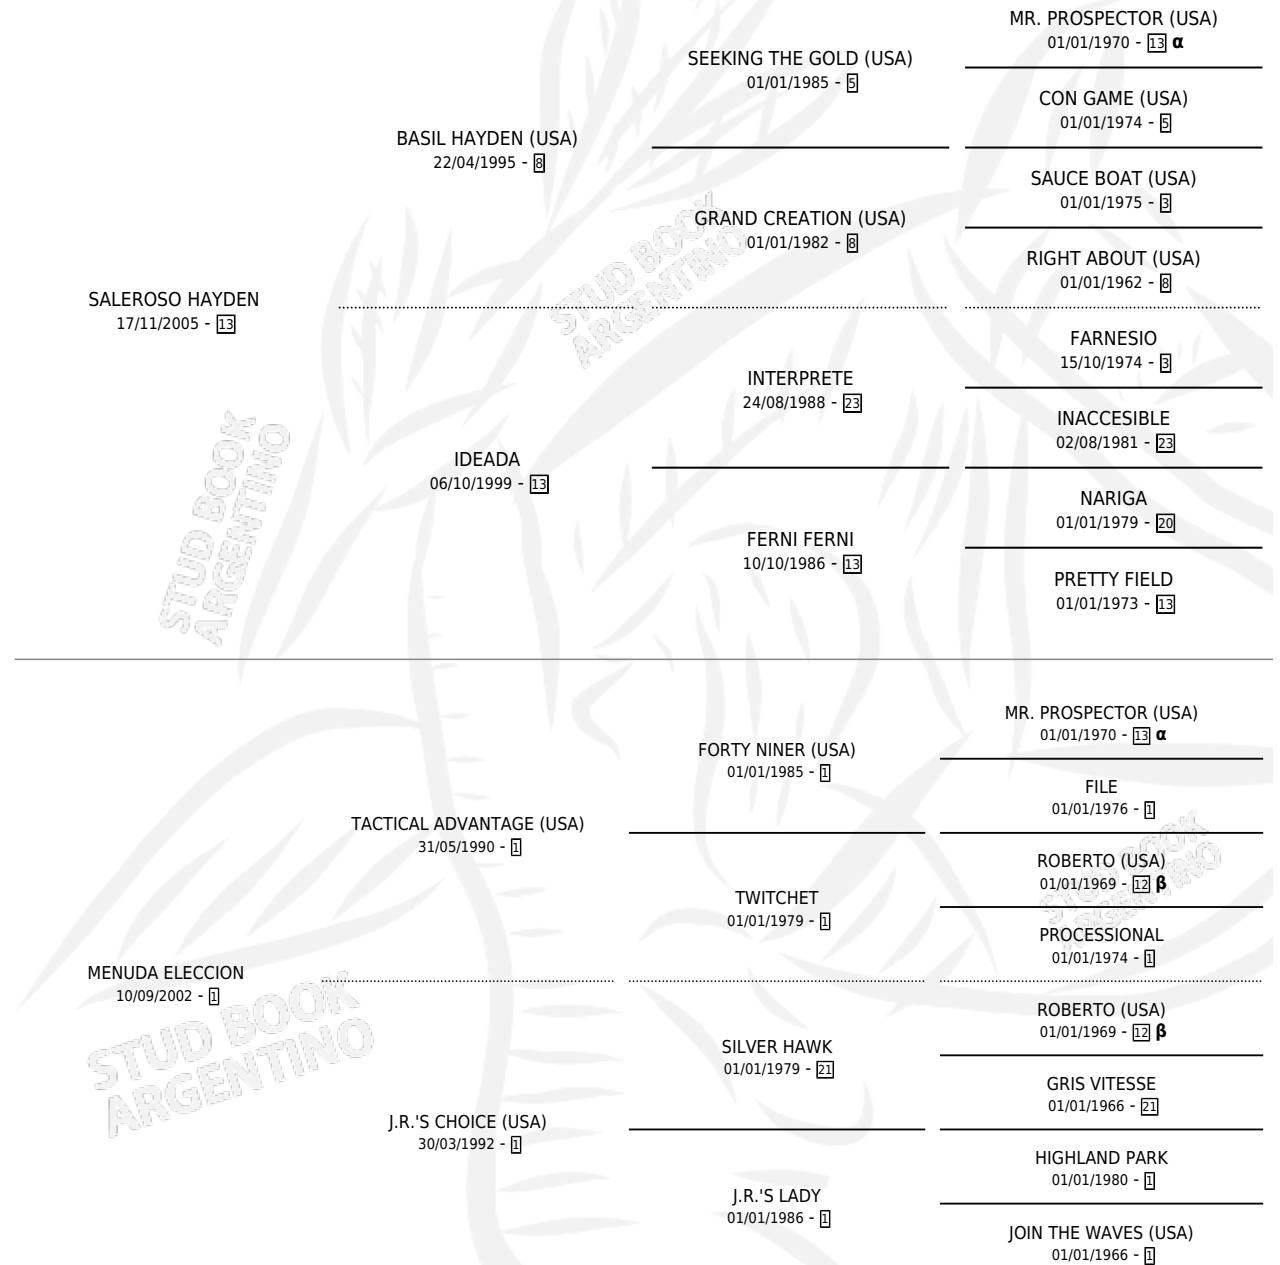 MR. PROSPECTOR (USA)
01/01/1970 - 13 α
SEEKING THE GOLD (USA)
01/01/1985 - 5
CON GAME (USA)
01/01/1974 - 5
BASIL HAYDEN (USA)
22/04/1995 - 8
SAUCE BOAT (USA)
01/01/1975 - 3
GRAND CREATION (USA)
01/01/1982 - 8
RIGHT ABOUT (USA)
01/01/1962 - 8
SALEROSO HAYDEN
17/11/2005 - 13
FARNESIO
15/10/1974 - 3
INTERPRETE
24/08/1988 - 23
INACCESIBLE
02/08/1981 - 23
IDEADA
06/10/1999 - 13
NARIGA
01/01/1979 - 20
FERNI FERNI
10/10/1986 - 13
PRETTY FIELD
01/01/1973 - 13
MR. PROSPECTOR (USA)
01/01/1970 - 13 α
FORTY NINER (USA)
01/01/1985 - 1
FILE
01/01/1976 - 1
TACTICAL ADVANTAGE (USA)
31/05/1990 - 1
ROBERTO (USA)
01/01/1969 - 12 β
TWITCHET
01/01/1979 - 1
PROCESSIONAL
01/01/1974 - 1
MENUDA ELECCION
10/09/2002 - 1
ROBERTO (USA)
01/01/1969 - 12 β
SILVER HAWK
01/01/1979 - 21
GRIS VITESSE
01/01/1966 - 21
J.R.'S CHOICE (USA)
30/03/1992 - 1
HIGHLAND PARK
01/01/1980 - 1
J.R.'S LADY
01/01/1986 - 1
JOIN THE WAVES (USA)
01/01/1966 - 1
STUD BOOK
ARGENTINO
STUD BOOK
ARGENTINO
STUD BOOK
ARGENTINO
STUD BOOK
ARGENTINO